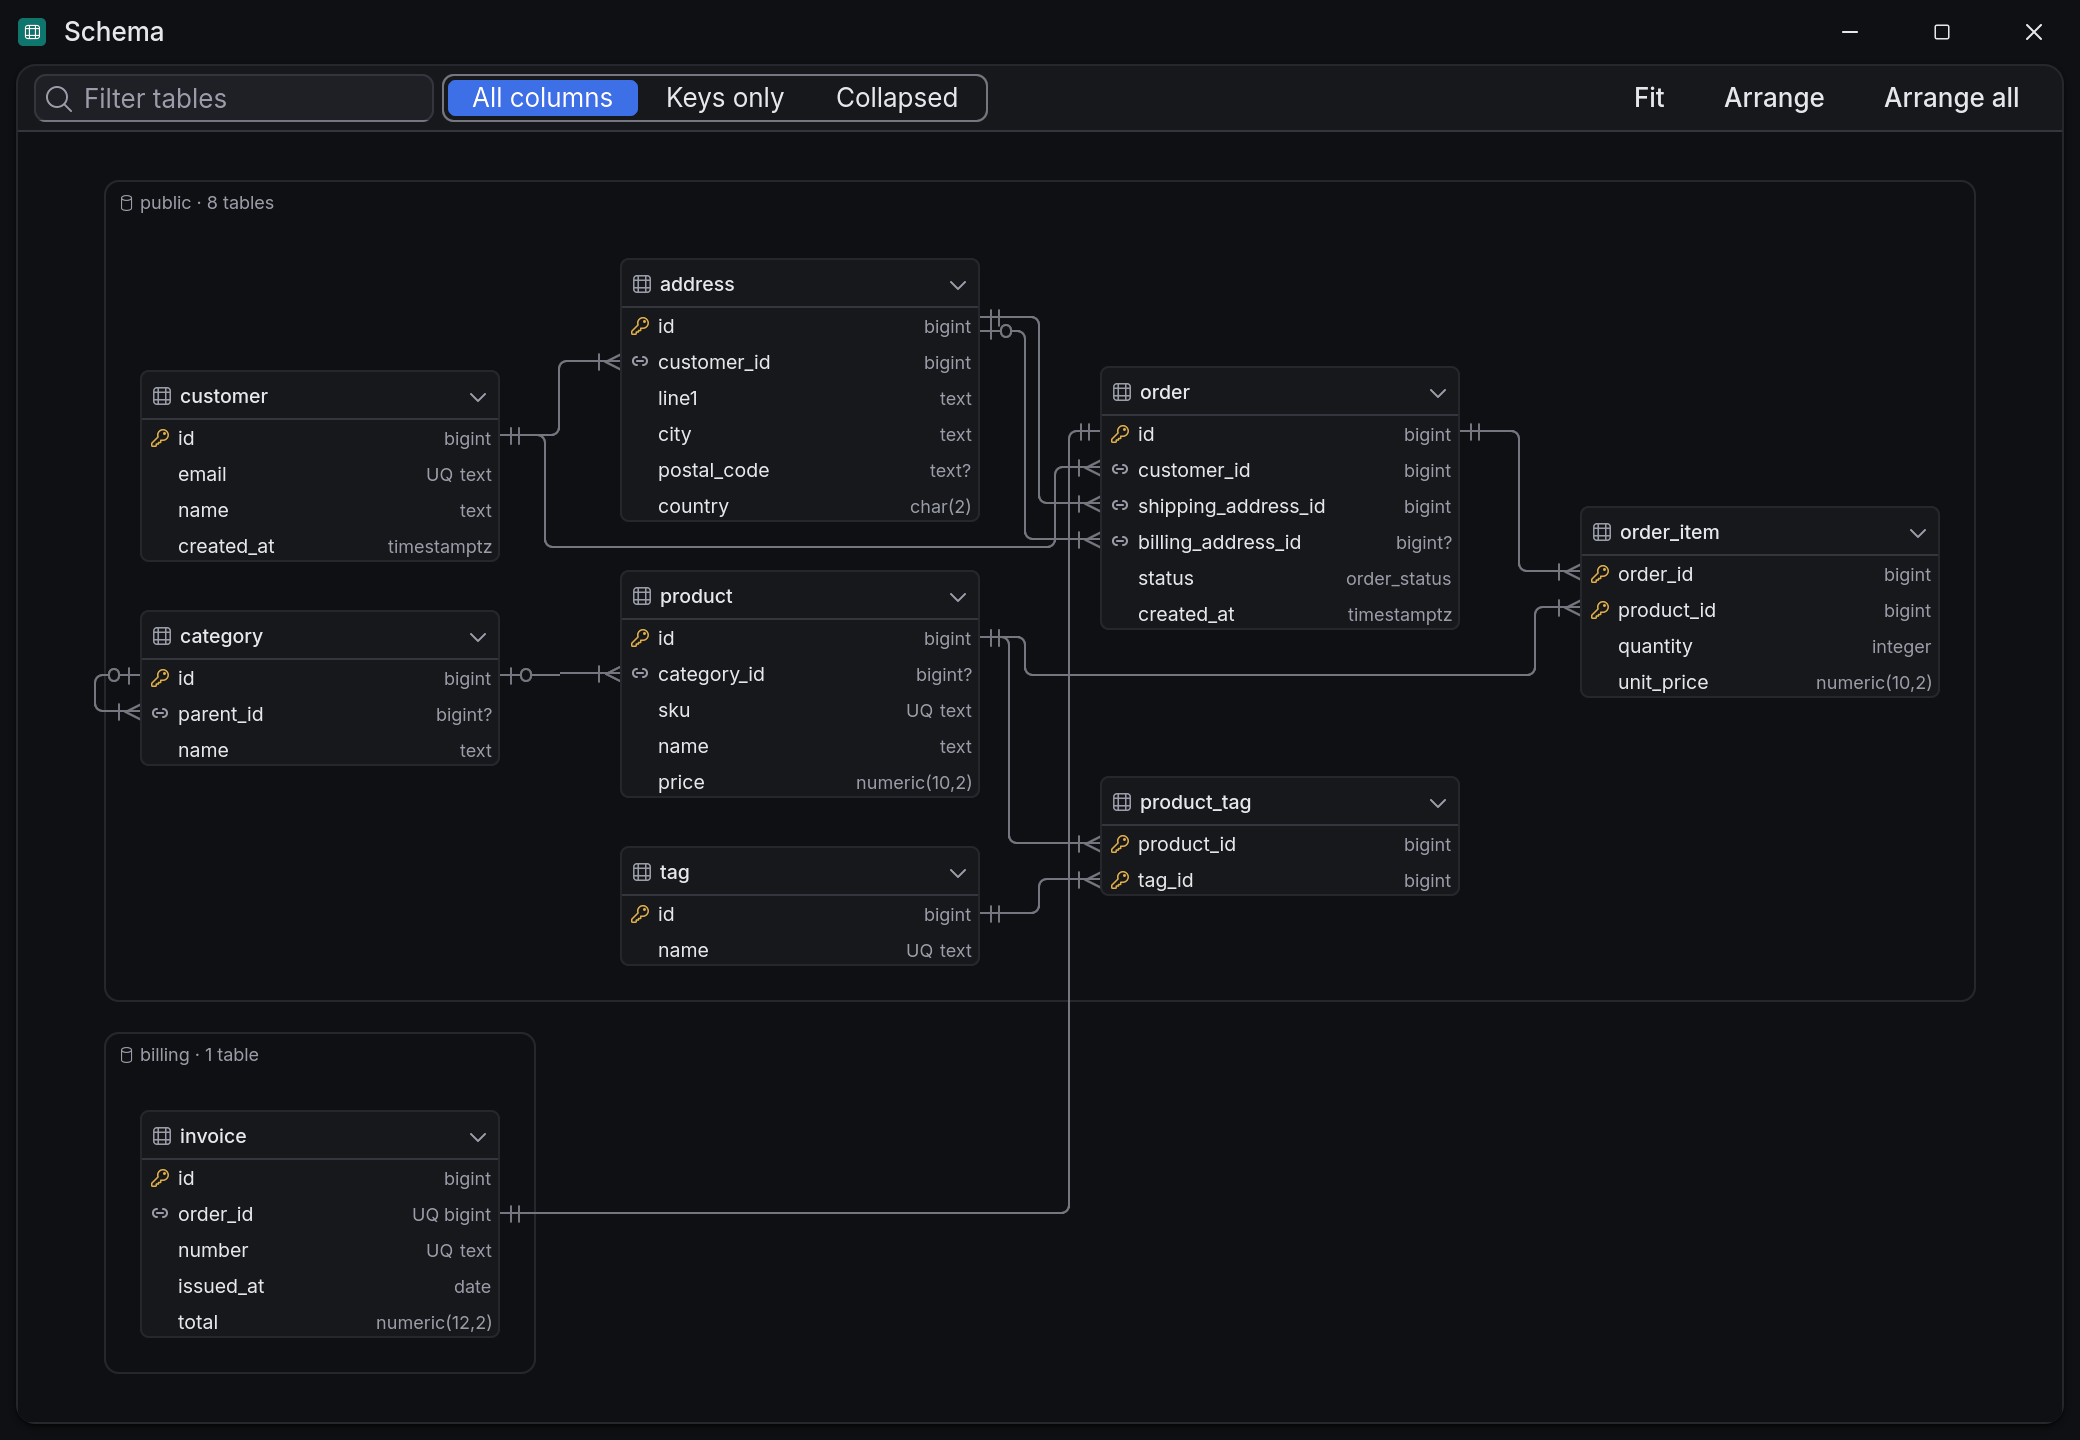 Schema
Filter tables
All columns
Keys only
Collapsed
Fit
Arrange
Arrange all
public · 8 tables
address
id bigint
customer_id bigint
line1 text
city text
postal_code text?
country char(2)
customer
id bigint
email UQ text
name text
created_at timestamptz
order
id bigint
customer_id bigint
shipping_address_id bigint
billing_address_id bigint?
status order_status
created_at timestamptz
order_item
order_id bigint
product_id bigint
quantity integer
unit_price numeric(10,2)
product
id bigint
category_id bigint?
sku UQ text
name text
price numeric(10,2)
category
id bigint
parent_id bigint?
name text
product_tag
product_id bigint
tag_id bigint
tag
id bigint
name UQ text
billing · 1 table
invoice
id bigint
order_id UQ bigint
number UQ text
issued_at date
total numeric(12,2)